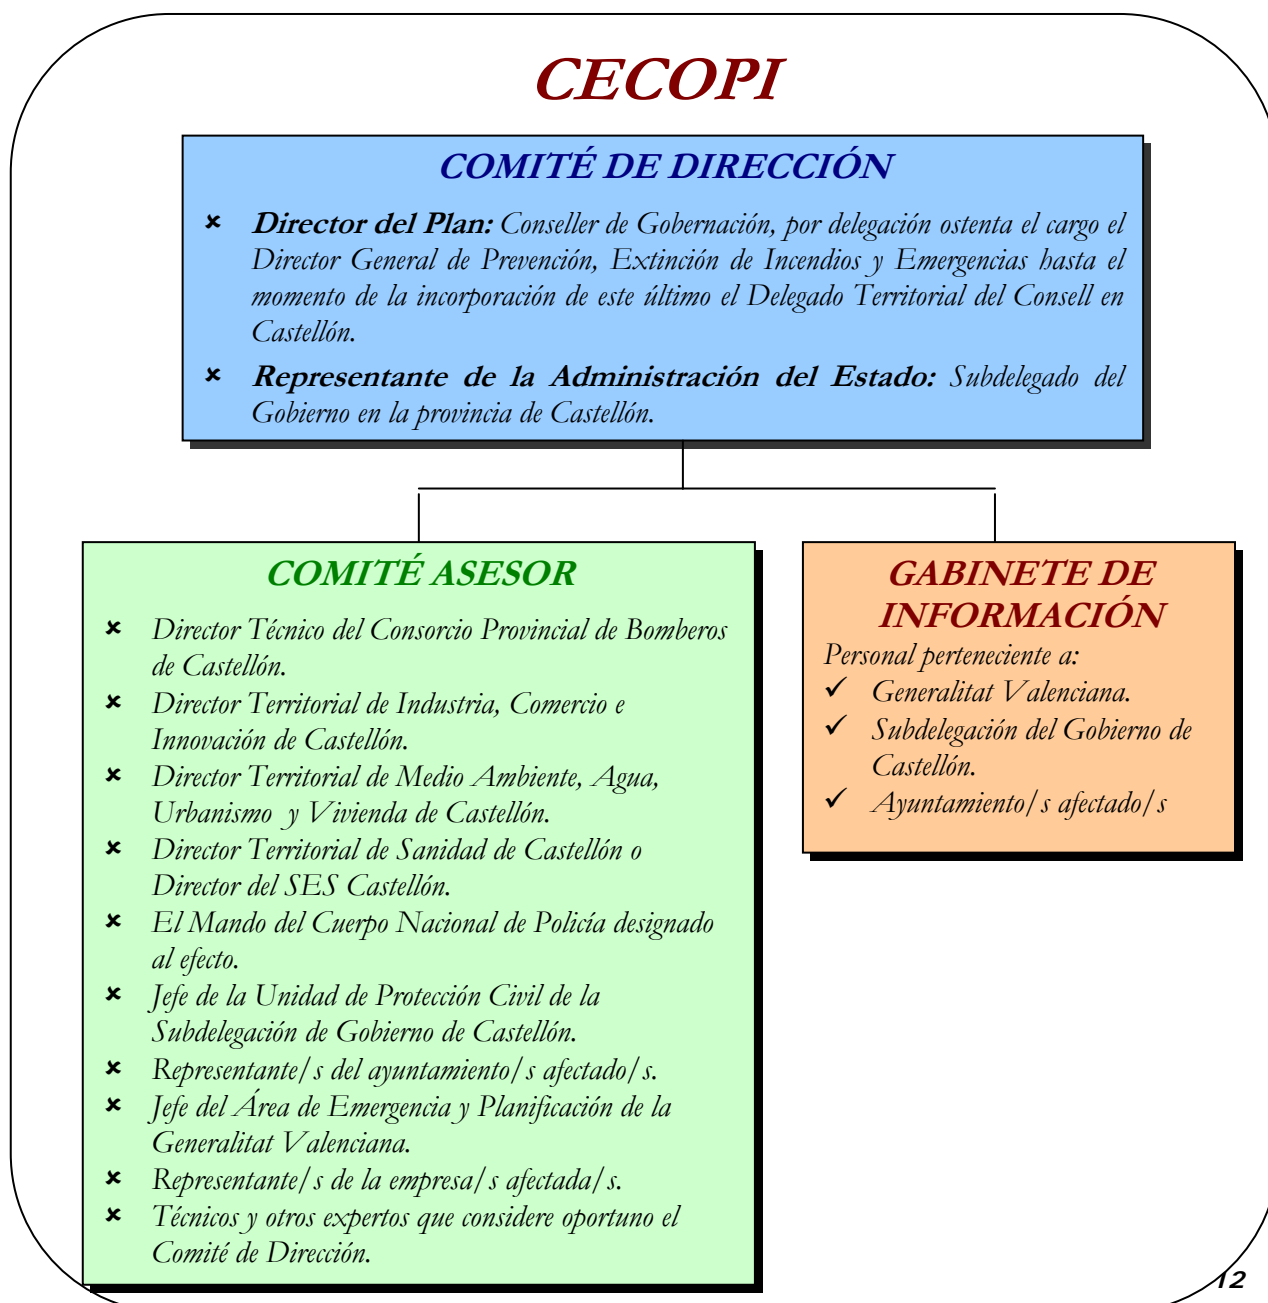 CECOPI
COMITÉ DE DIRECCIÓN
× Director del Plan: Conseller de Gobernación, por delegación ostenta el cargo el
Director General de Prevención, Extinción de Incendios y Emergencias hasta el
momento de la incorporación de este último el Delegado Territorial del Consell en
Castellón.
× Representante de la Administración del Estado: Subdelegado del
Gobierno en la provincia de Castellón.
COMITÉ ASESOR
× Director Técnico del Consorcio Provincial de Bomberos
de Castellón.
× Director Territorial de Industria, Comercio e
Innovación de Castellón.
× Director Territorial de Medio Ambiente, Agua,
Urbanismo y Vivienda de Castellón.
× Director Territorial de Sanidad de Castellón o
Director del SES Castellón.
× El Mando del Cuerpo Nacional de Policía designado
al efecto.
× Jefe de la Unidad de Protección Civil de la
Subdelegación de Gobierno de Castellón.
× Representante/s del ayuntamiento/s afectado/s.
× Jefe del Área de Emergencia y Planificación de la
Generalitat Valenciana.
× Representante/s de la empresa/s afectada/s.
× Técnicos y otros expertos que considere oportuno el
Comité de Dirección.
GABINETE DE
INFORMACIÓN
Personal perteneciente a:
✓ Generalitat Valenciana.
✓ Subdelegación del Gobierno de
Castellón.
✓ Ayuntamiento/s afectado/s
12